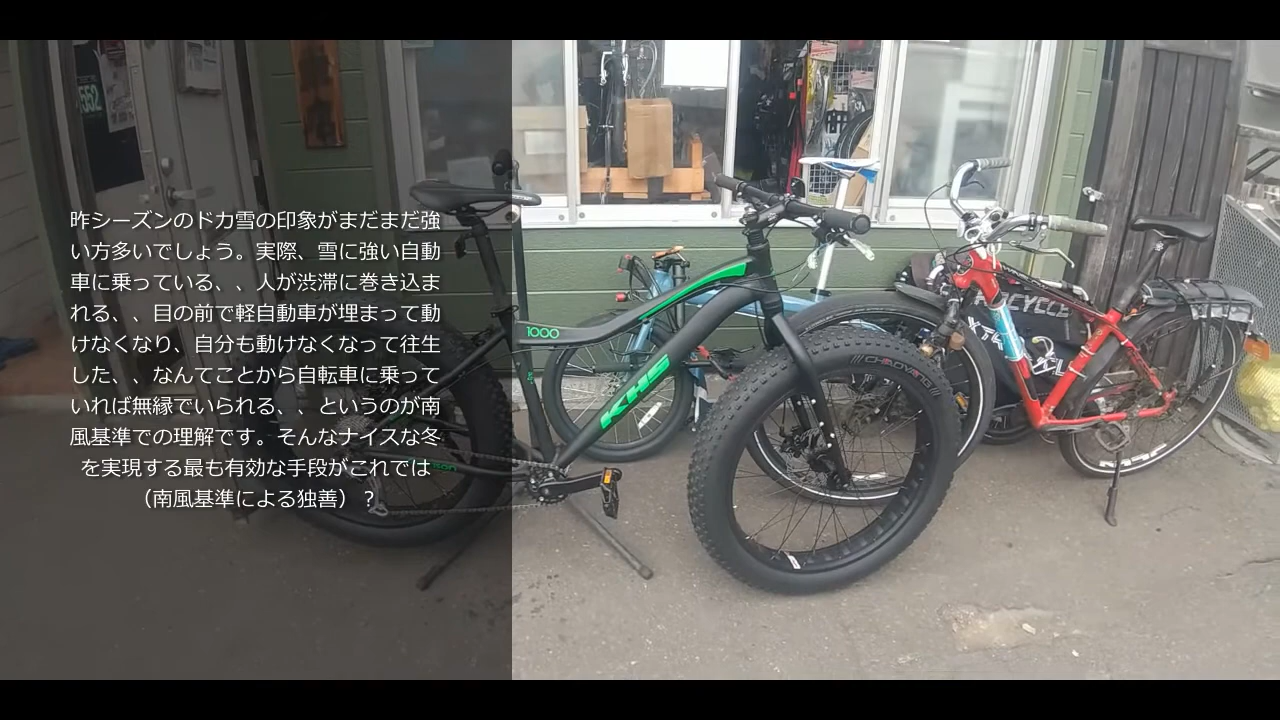 昨シーズンのドカ雪の印象がまだまだ強
い方多いでしょう。実際、雪に強い自動
車に乗っている、、人が渋滞に巻き込ま
れる、、目の前で軽自動車が埋まって動
けなくなり、自分も動けなくなって往生
した、、なんてことから自転車に乗って
いれば無縁でいられる、、というのが南
風基準での理解です。そんなナイスな冬
を実現する最も有効な手段がこれでは
（南風基準による独善）？
1000
KHS